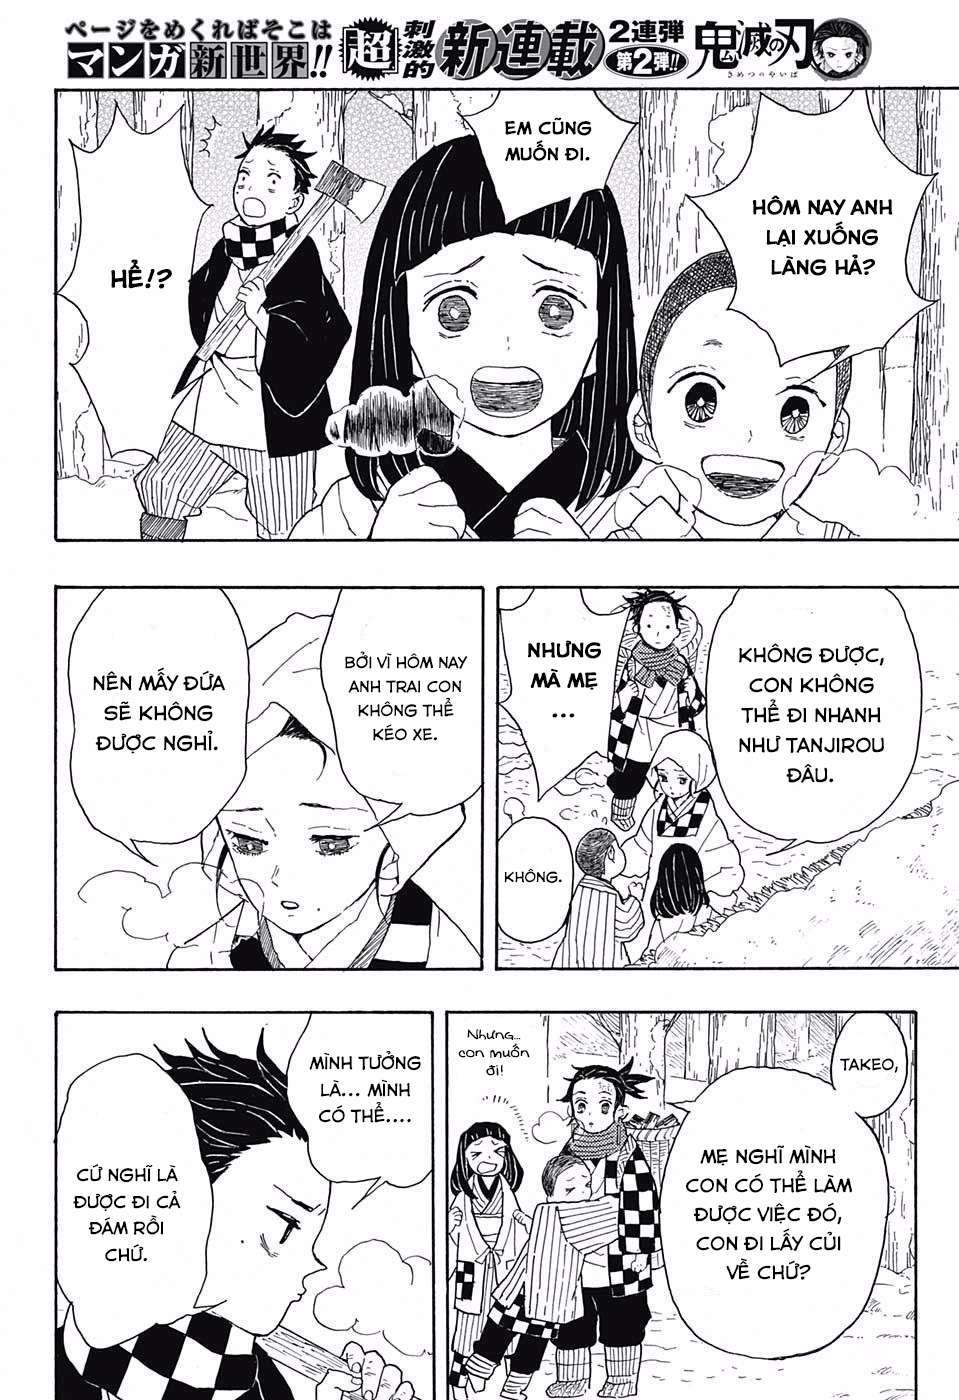 ページをめくればそこは
マンガ新世界!!
超
刺激的
新連載
2連弾
第2弾!!
鬼滅の刃
きめつのやいば
HÔM NAY ANH
LẠI XUỐNG
LÀNG HẢ?
EM CŨNG
MUỐN ĐI.
HỂ!?
KHÔNG ĐƯỢC,
CON KHÔNG
THỂ ĐI NHANH
NHƯ TANJIROU
ĐÂU.
NHƯNG
MÀ MẸ
...
KHÔNG.
BỞI VÌ HÔM NAY
ANH TRAI CON
KHÔNG THỂ
KÉO XE.
NÊN MẤY ĐỨA
SẼ KHÔNG
ĐƯỢC NGHỈ.
TAKEO,
MẸ NGHĨ MÌNH
CON CÓ THỂ LÀM
ĐƯỢC VIỆC ĐÓ,
CON ĐI LẤY CỦI
VỀ CHỨ?
Nhưng...
con muốn
đi!
MÌNH TƯỞNG
LÀ... MÌNH
CÓ THỂ....
CỨ NGHĨ LÀ
ĐƯỢC ĐI CẢ
ĐÁM RỒI
CHỨ.